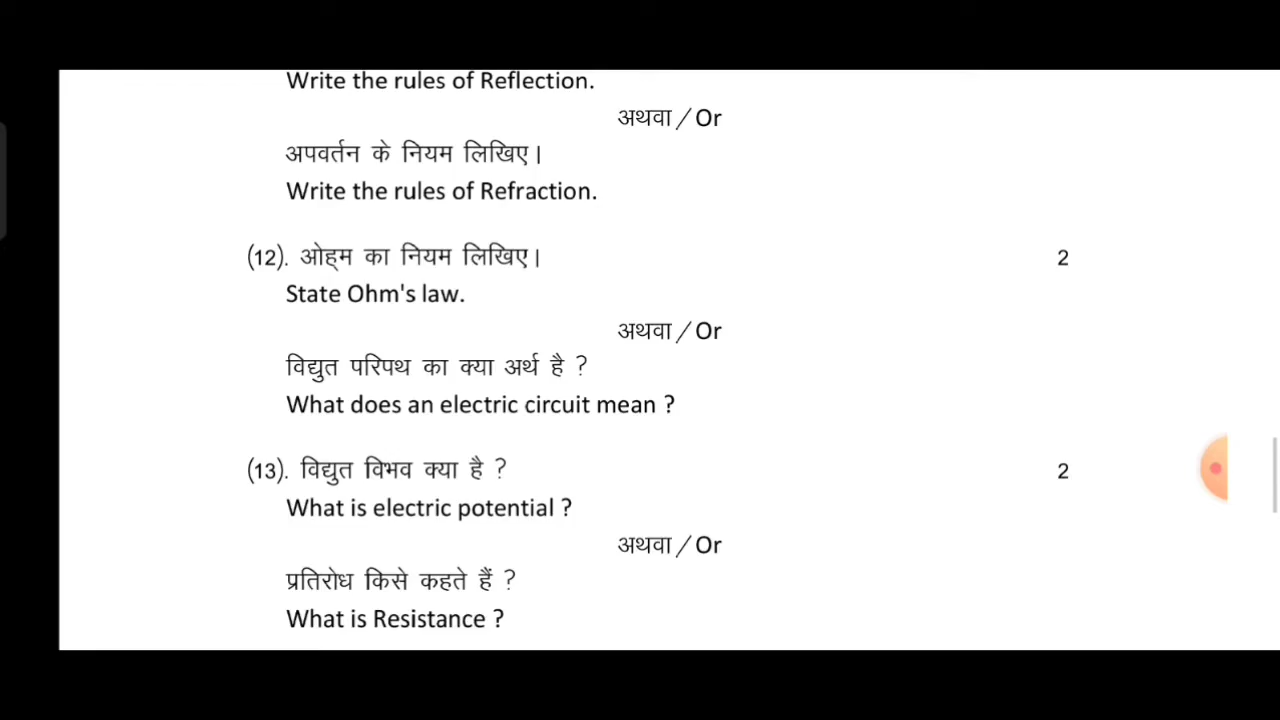 Write the rules of Reflection.
अथवा / Or
अपवर्तन के नियम लिखिए।
Write the rules of Refraction.
(12). ओह्म का नियम लिखिए। 2
State Ohm's law.
अथवा / Or
विद्युत परिपथ का क्या अर्थ है ?
What does an electric circuit mean ?
(13). विद्युत विभव क्या है ? 2
What is electric potential ?
अथवा / Or
प्रतिरोध किसे कहते हैं ?
What is Resistance ?